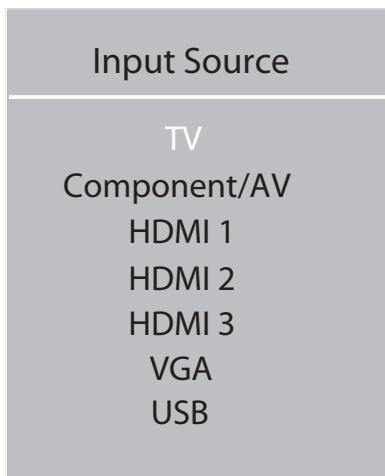 Input Source
TV
Component/AV
HDMI 1
HDMI 2
HDMI 3
VGA
USB